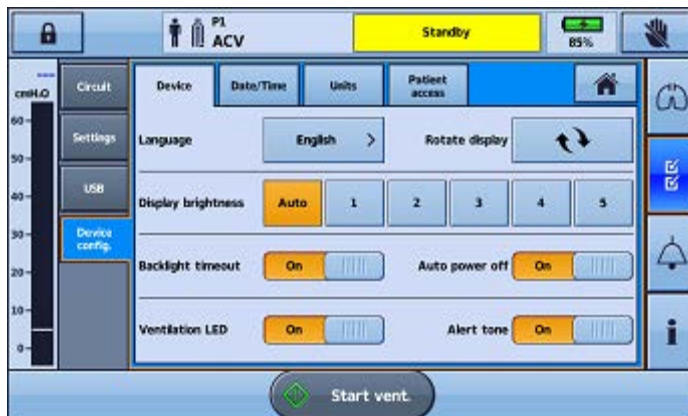 P1
ACV
Standby
85%
cmH₂O
60
50
40
30
20
10
0
Circuit
Settings
USB
Device
config.
Device
Date/Time
Units
Patient
access
Language
English >
Rotate display
Display brightness
Auto
1
2
3
4
5
Backlight timeout
On
Auto power off
On
Ventilation LED
On
Alert tone
On
i
Start vent.